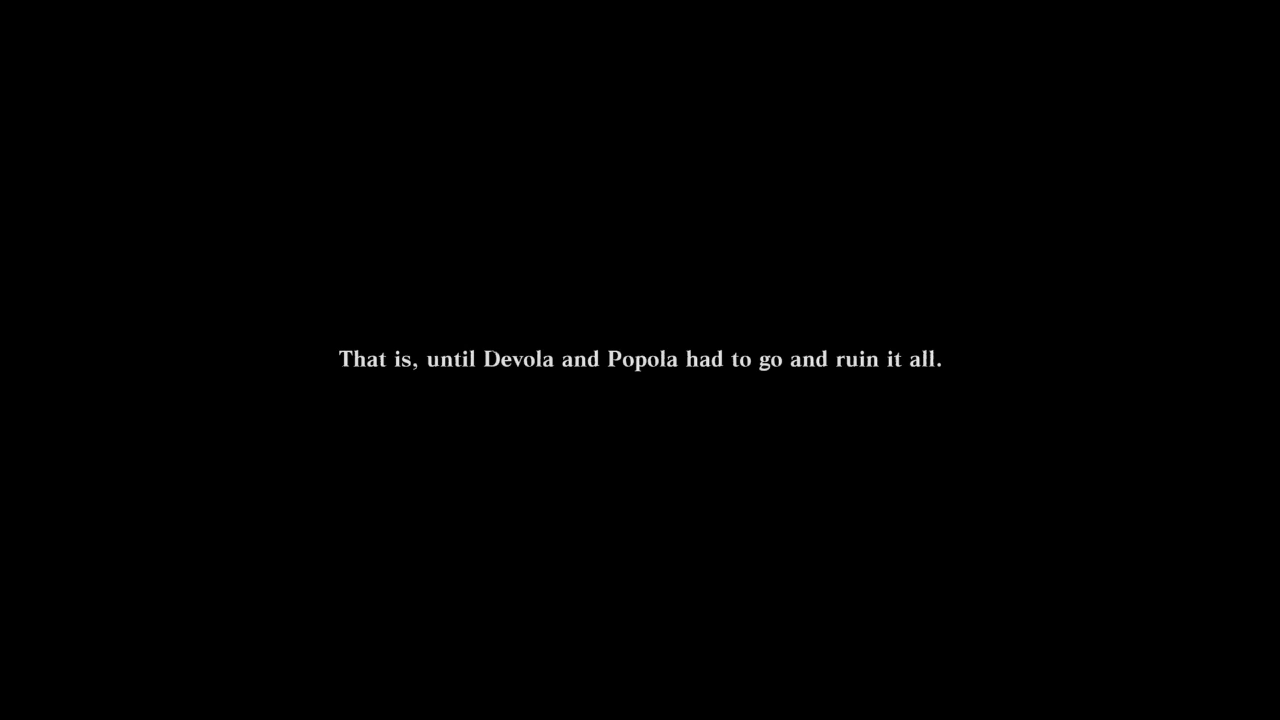 That is, until Devola and Popola had to go and ruin it all.